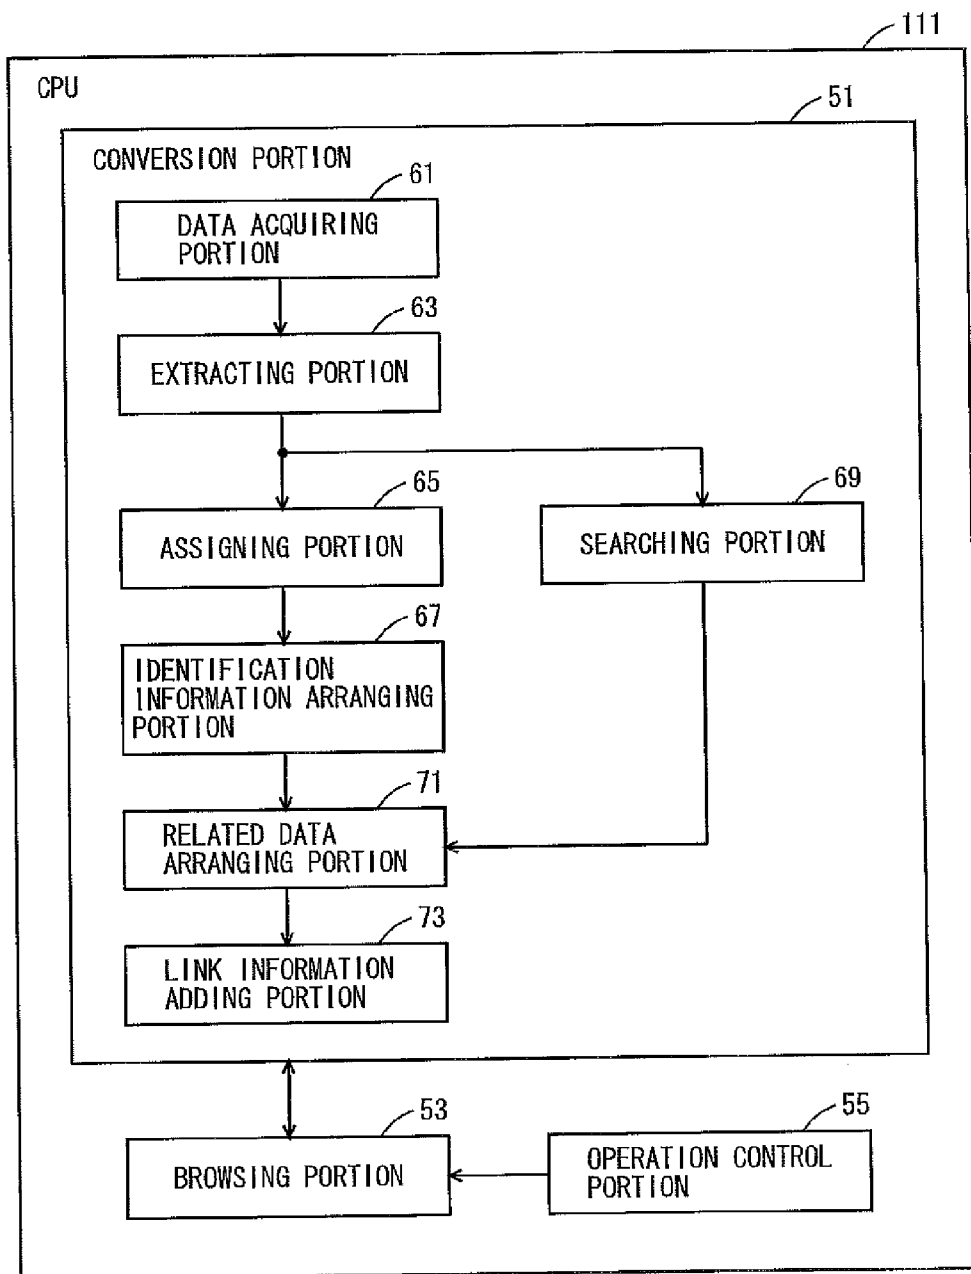 111
CPU
51
CONVERSION PORTION
61
DATA ACQUIRING
PORTION
63
EXTRACTING PORTION
65
ASSIGNING PORTION
69
SEARCHING PORTION
67
IDENTIFICATION
INFORMATION ARRANGING
PORTION
71
RELATED DATA
ARRANGING PORTION
73
LINK INFORMATION
ADDING PORTION
53
BROWSING PORTION
55
OPERATION CONTROL
PORTION